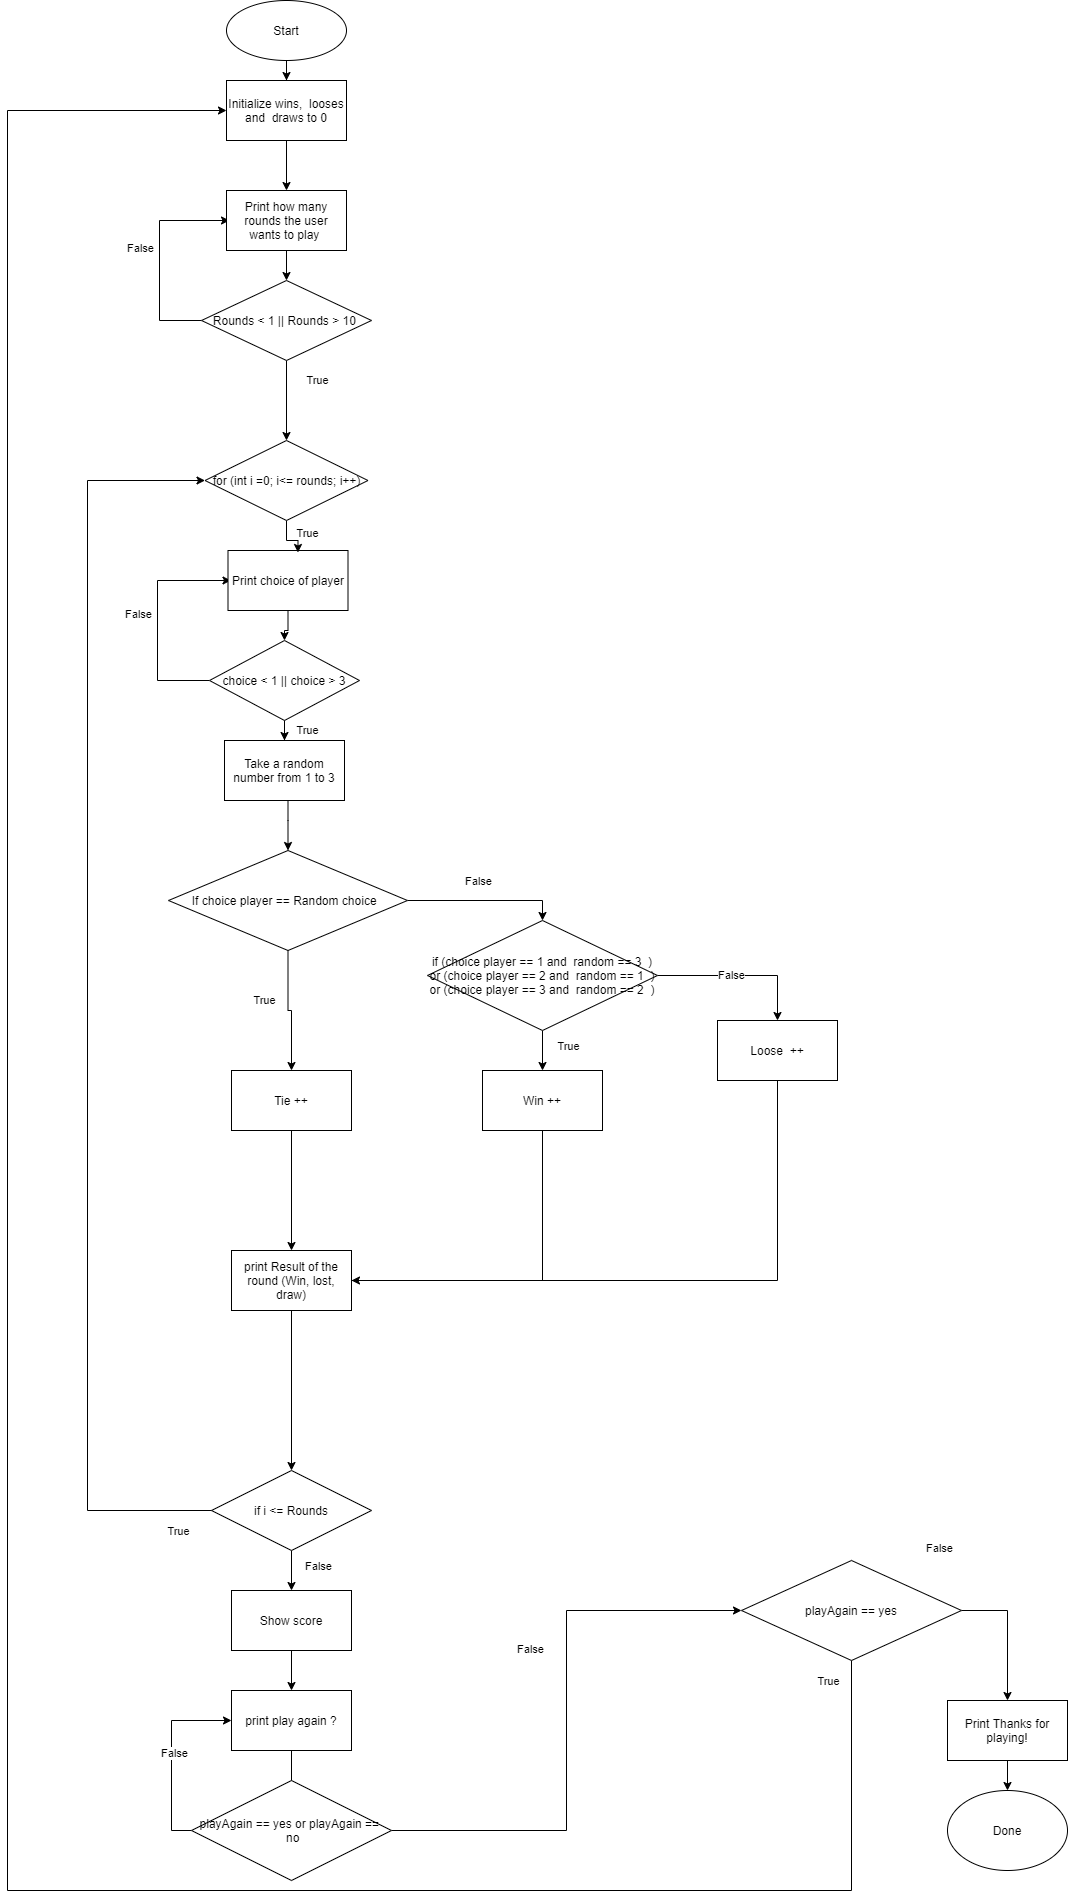 Start
Initialize wins,  looses
and  draws to 0
Print how many
rounds the user
wants to play
False
Rounds < 1 || Rounds > 10
True
for (int i =0; i<= rounds; i++)
True
Print choice of player
False
choice < 1 || choice > 3
True
Take a random
number from 1 to 3
If choice player == Random choice
False
if (choice player == 1 and  random == 3  )
or (choice player == 2 and  random == 1  )
or (choice player == 3 and  random == 2  )
False
True
True
Loose  ++
Tie ++
Win ++
print Result of the
round (Win, lost,
draw)
if i <= Rounds
True
False
False
Show score
playAgain == yes
False
True
print play again ?
Print Thanks for
playing!
False
playAgain == yes or playAgain ==
no
Done